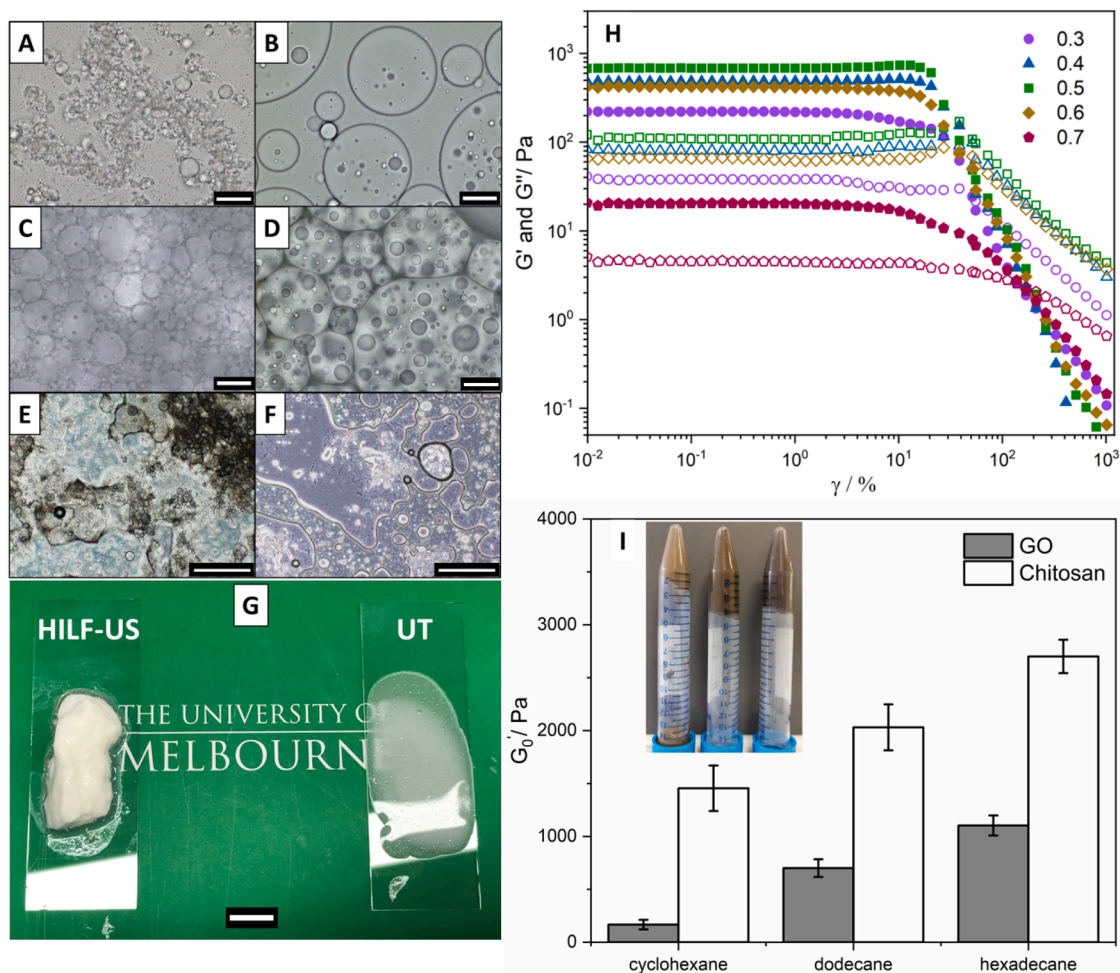 A
B
C
D
E
F
G
HILF-US
UT
THE UNIVERSITY O
MELBOURN
H
0.3
0.4
0.5
0.6
0.7
G' and G''/ Pa
10³
10²
10¹
10⁰
10⁻¹
10⁻²
10⁻¹
10⁰
10¹
10²
10³
γ / %
I
GO
Chitosan
G₀'/ Pa
4000
3000
2000
1000
0
cyclohexane
dodecane
hexadecane